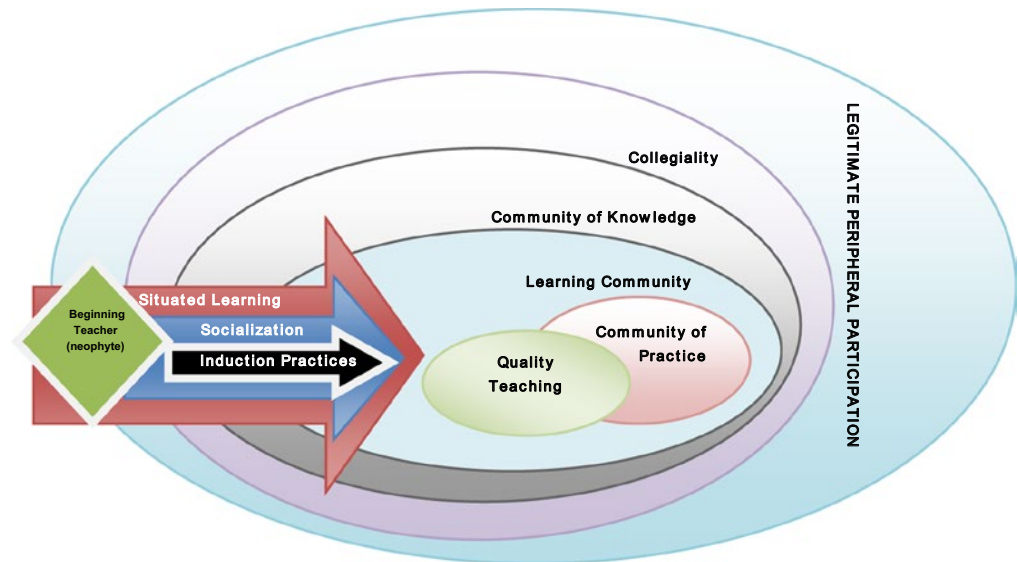 LEGITIMATE PERIPHERAL PARTICIPATION
Collegiality
Community of Knowledge
Learning Community
Situated Learning
Socialization
Induction Practices
Beginning
Teacher
(neophyte)
Community of
Practice
Quality
Teaching